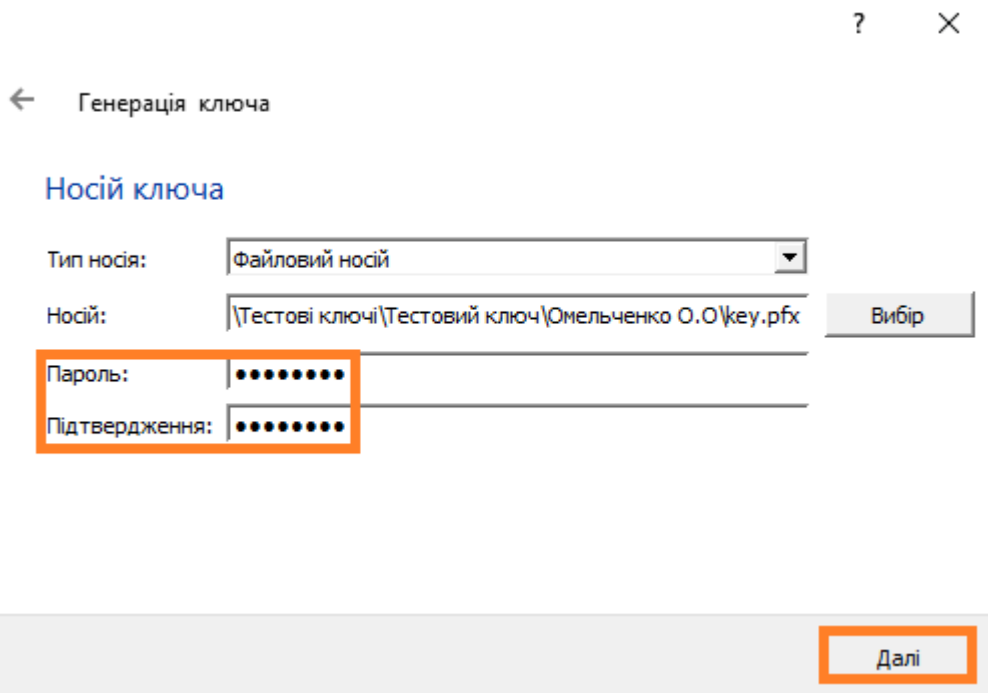 Генерація ключа
Носій ключа
Тип носія: Файловий носій
Носій: \Тестові ключі\Тестовий ключ\Омельченко О.О\key.pfx Вибір
Пароль: ●●●●●●●●
Підтвердження: ●●●●●●●●
Далі